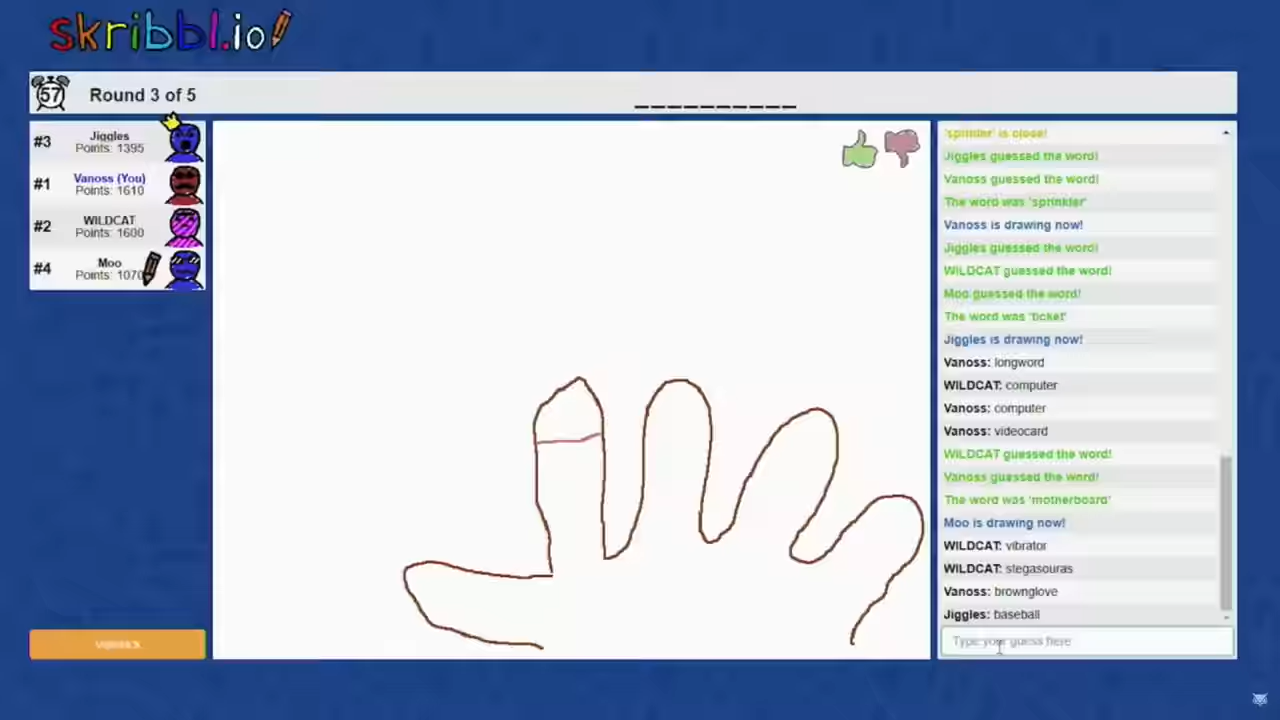 skribbl.io
57 Round 3 of 5 __________
#3 Jiggles
Points: 1395
#1 Vanoss (You)
Points: 1610
#2 WILDCAT
Points: 1600
#4 Moo
Points: 1070
'sprinkler' is close!
Jiggles guessed the word!
Vanoss guessed the word!
The word was 'sprinkler'
Vanoss is drawing now!
Jiggles guessed the word!
WILDCAT guessed the word!
Moo guessed the word!
The word was 'ticket'
Jiggles is drawing now!
Vanoss: longword
WILDCAT: computer
Vanoss: computer
Vanoss: videocard
WILDCAT guessed the word!
Vanoss guessed the word!
The word was 'motherboard'
Moo is drawing now!
WILDCAT: vibrator
WILDCAT: stegasouras
Vanoss: brownglove
Jiggles: baseball
Type your guess here